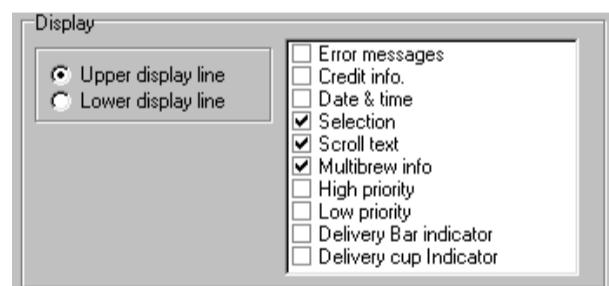 Display
Upper display line
Lower display line
Error messages
Credit info.
Date & time
Selection
Scroll text
Multibrew info
High priority
Low priority
Delivery Bar indicator
Delivery cup Indicator